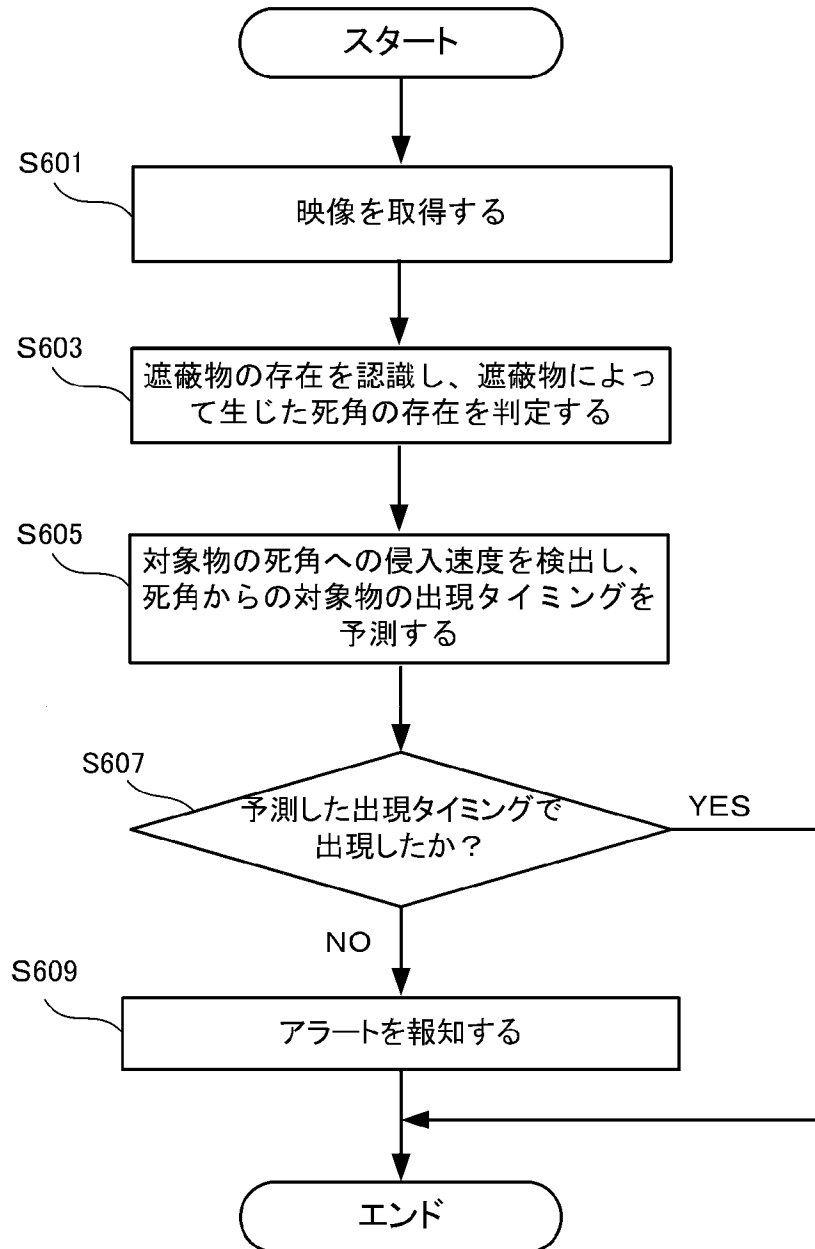 スタート
S601
映像を取得する
S603
遮蔽物の存在を認識し、遮蔽物によっ
て生じた死角の存在を判定する
S605
対象物の死角への侵入速度を検出し、
死角からの対象物の出現タイミングを
予測する
S607
予測した出現タイミングで
出現したか？
YES
NO
S609
アラートを報知する
エンド